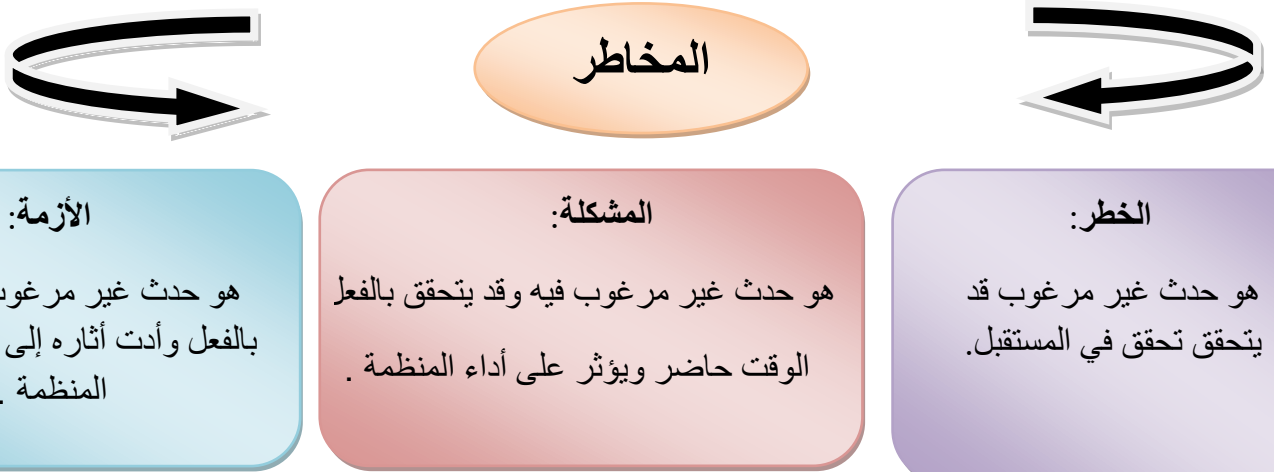 المخاطر
الخطر:
هو حدث غير مرغوب قد
يتحقق تحقق في المستقبل.
المشكلة:
هو حدث غير مرغوب فيه وقد يتحقق بالفعل
الوقت حاضر ويؤثر على أداء المنظمة .
الأزمة:
هو حدث غير
بالفعل وأدت أثاره إلى
المنظمة .